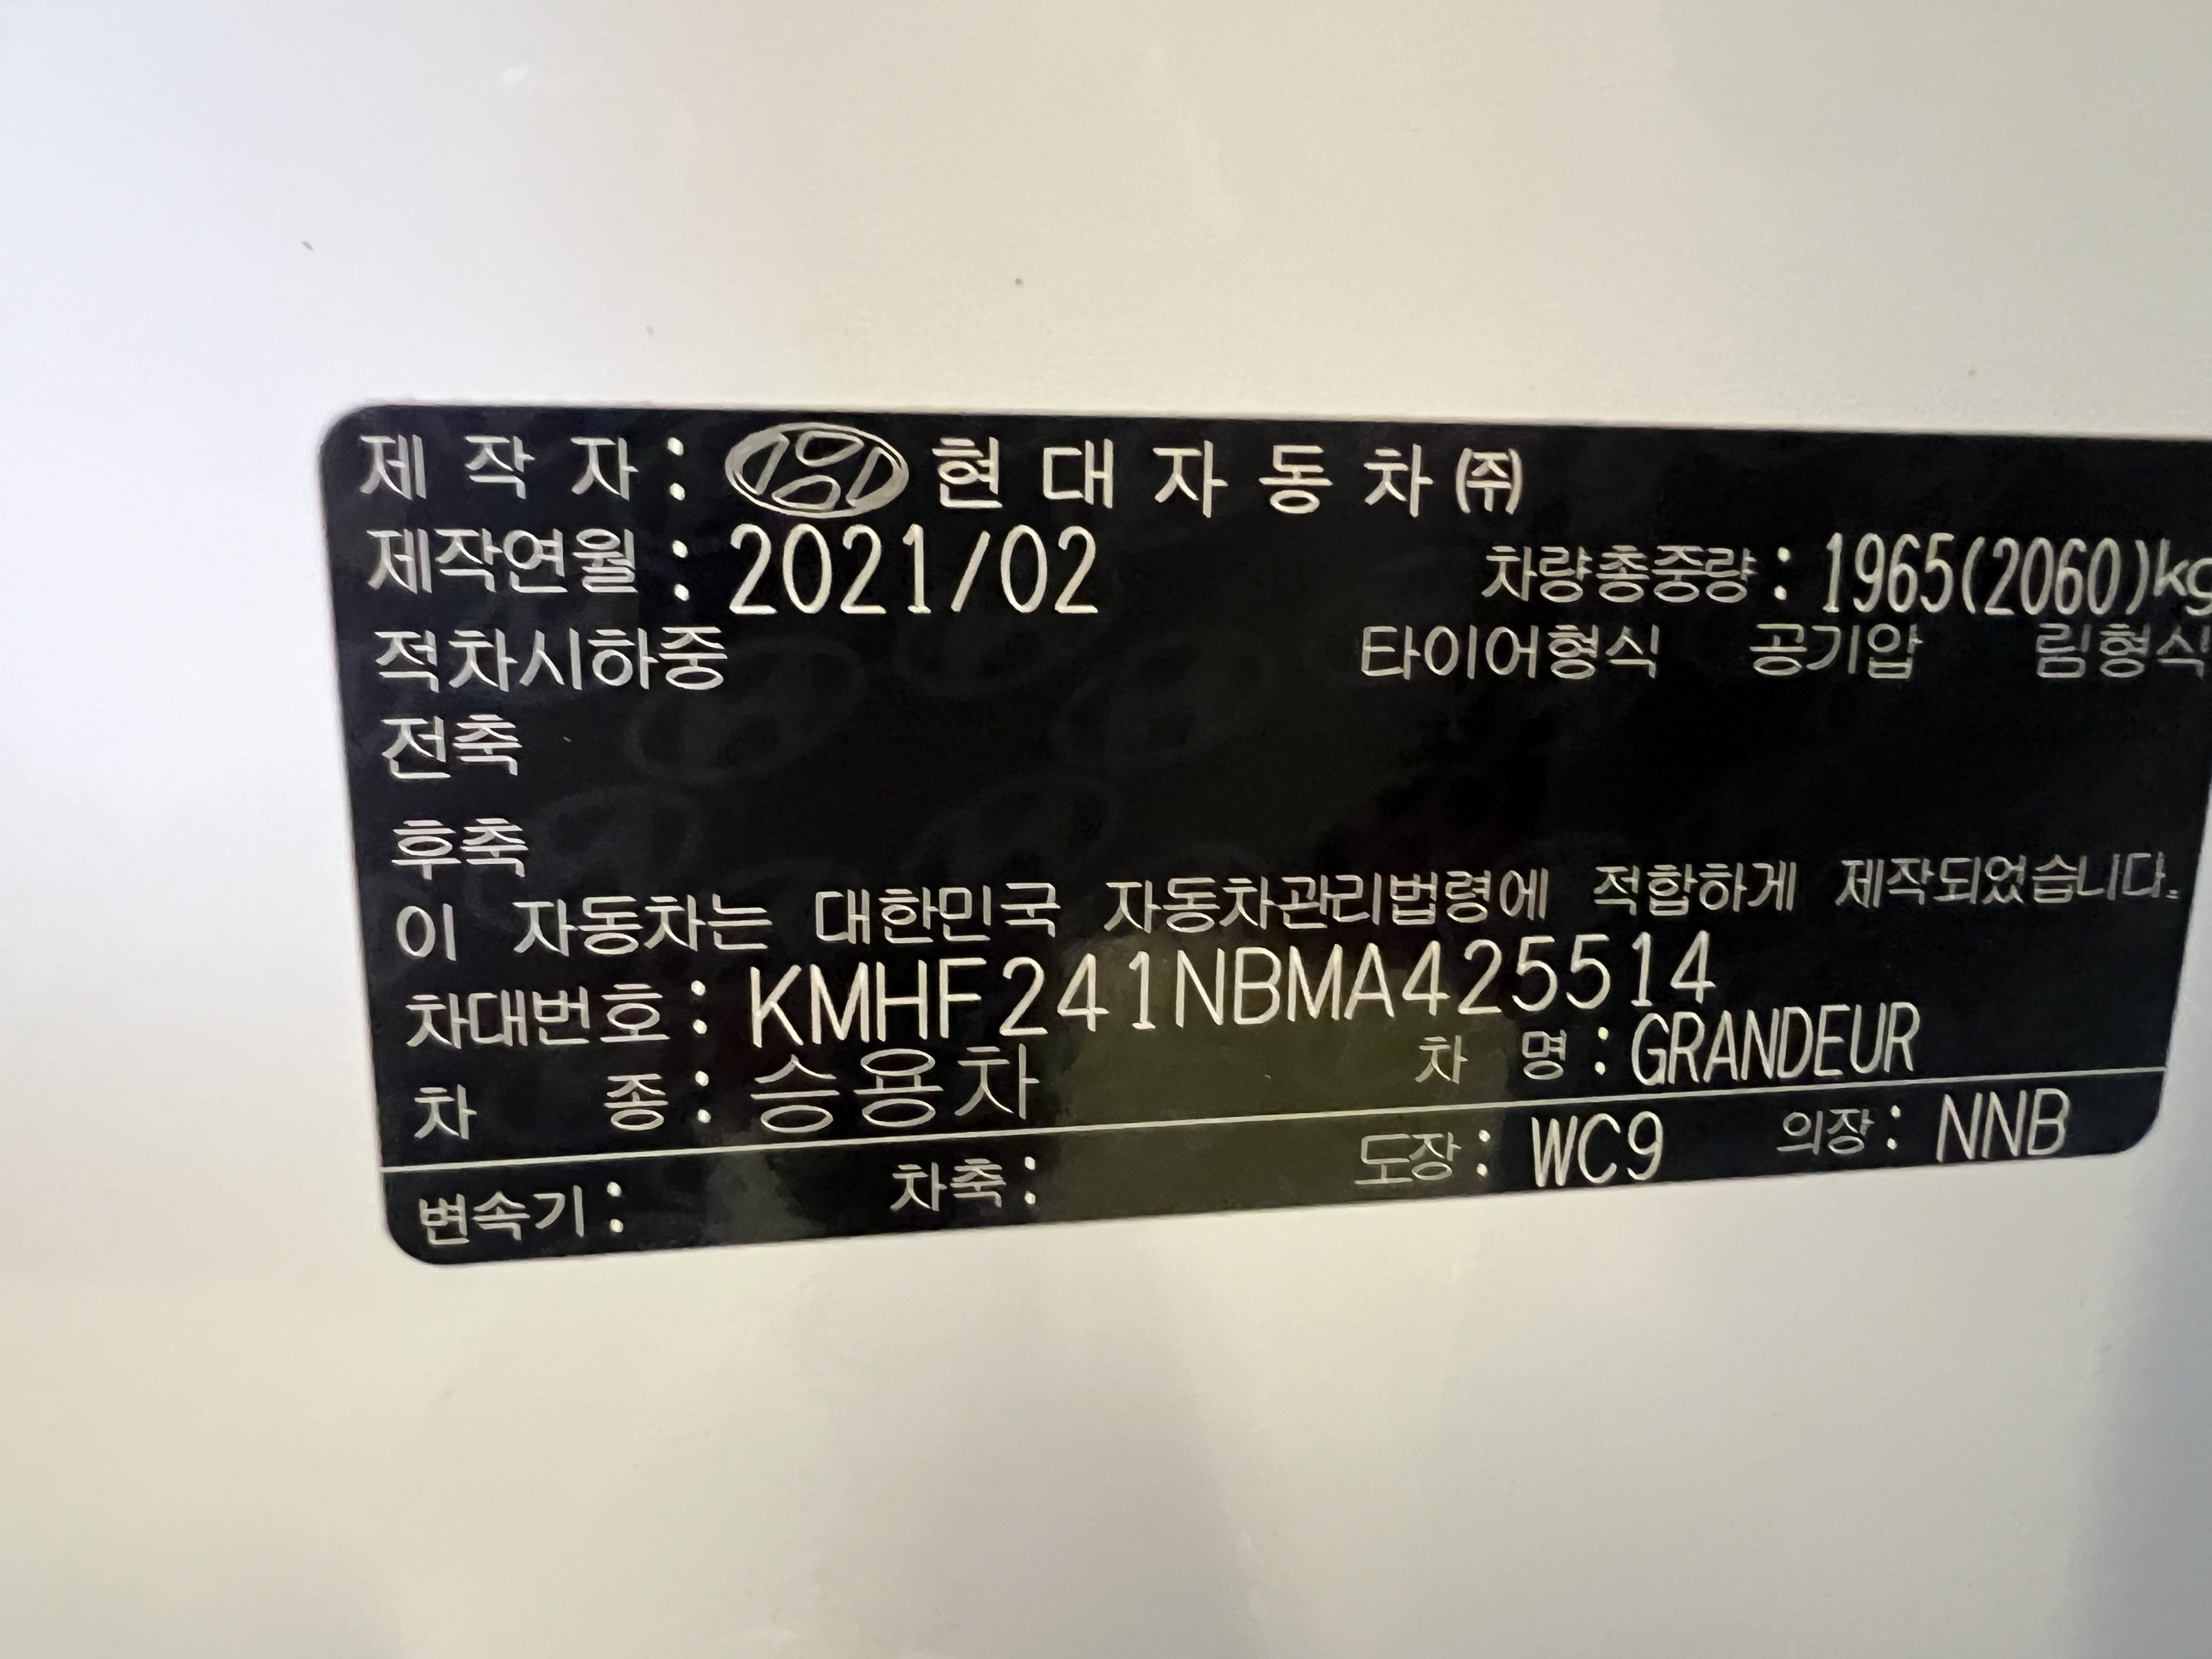 제 작 자 : 현 대 자 동 차 ㈜
제작연월 : 2021/02 차량총중량 : 1965(2060)kg
적차시하중 타이어형식 공기압 림형식
전축
후축
이 자동차는 대한민국 자동차관리법령에 적합하게 제작되었습니다.
차대번호 : KMHF241NBMA425514
차 종 : 승용차 차 명 : GRANDEUR
변속기 : 차축 : 도장 : WC9 의장 : NNB